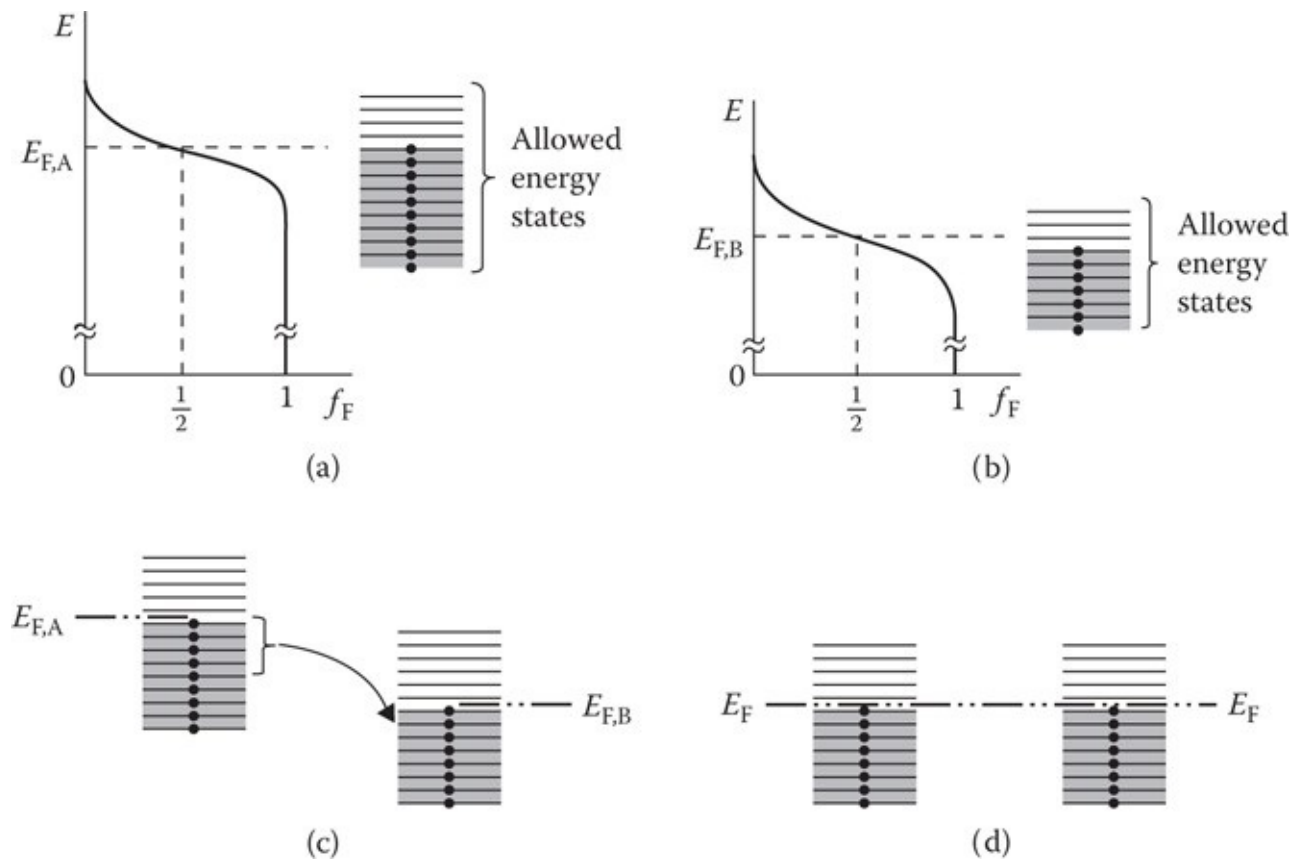 E
E_F,A
0
1/2
1
f_F
Allowed
energy
states
(a)
E
E_F,B
0
1/2
1
f_F
Allowed
energy
states
(b)
E_F,A
E_F,B
(c)
E_F
E_F
(d)